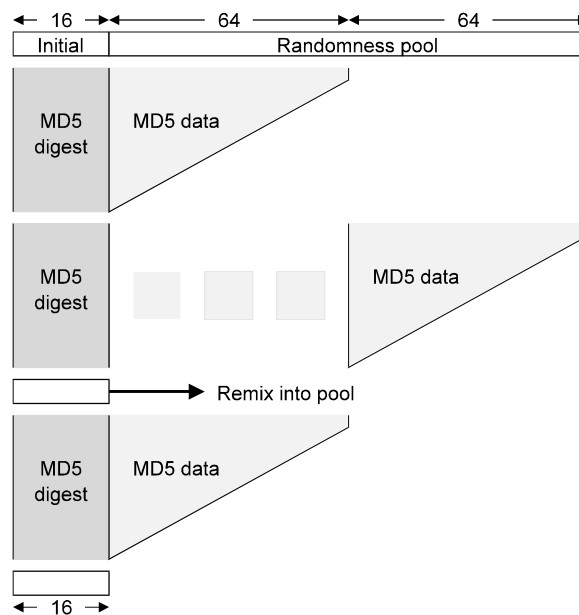 16 64 64
Initial Randomness pool
MD5
digest
MD5 data
MD5
digest
MD5 data
Remix into pool
MD5
digest
MD5 data
16